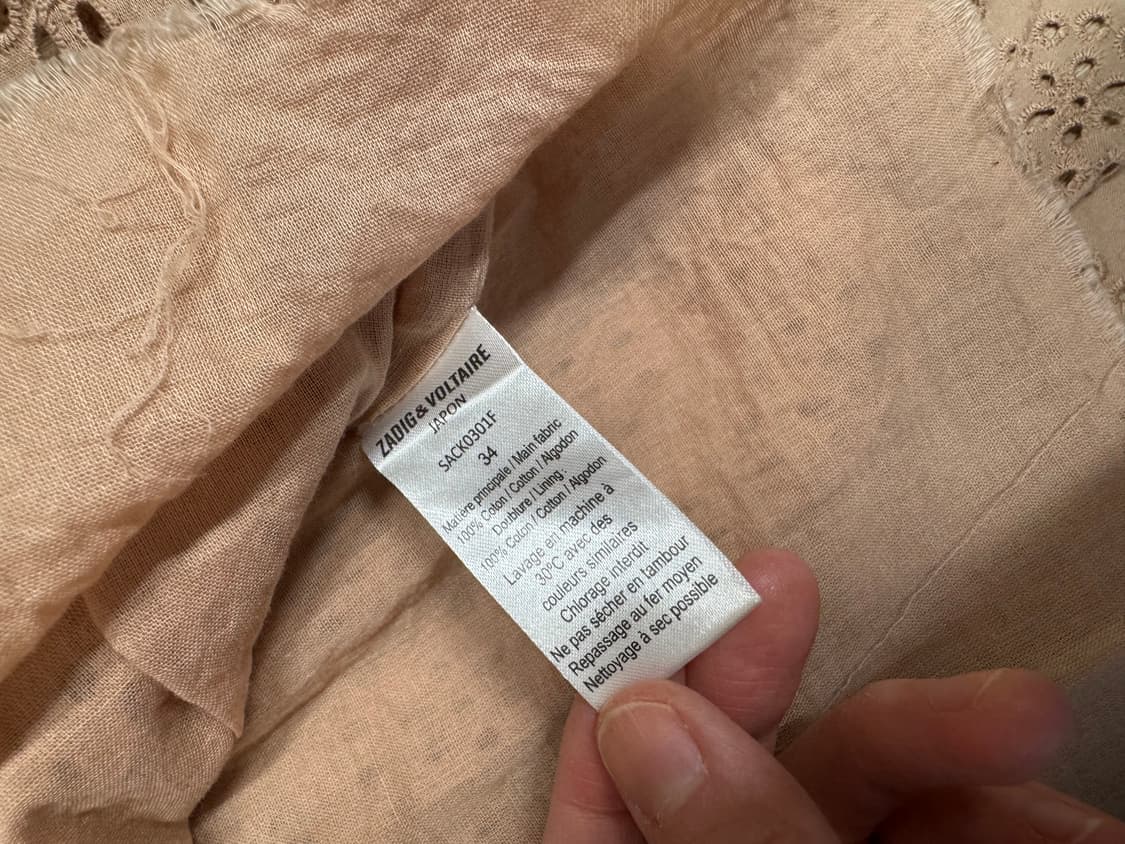 ZADIG & VOLTAIRE
JAPON
SACK0301F
34
Matière principale / Main fabric
100% Coton / Cotton / Algodon
Doublure / Lining :
100% Coton / Cotton / Algodon
Lavage en machine à
30°C avec des
couleurs similaires
Chlorage interdit
Ne pas sécher en tambour
Repassage au fer moyen
Nettoyage à sec possible